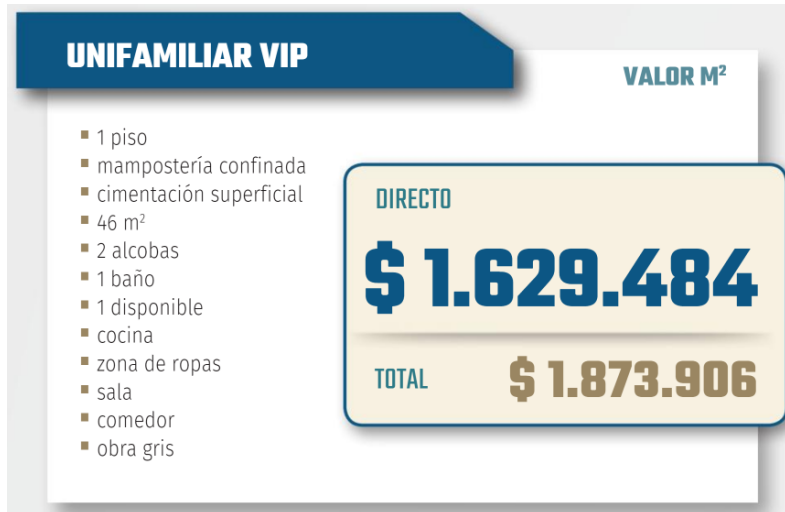 UNIFAMILIAR VIP
VALOR M²
▪ 1 piso
▪ mampostería confinada
▪ cimentación superficial
▪ 46 m²
▪ 2 alcobas
▪ 1 baño
▪ 1 disponible
▪ cocina
▪ zona de ropas
▪ sala
▪ comedor
▪ obra gris
DIRECTO
$ 1.629.484
TOTAL $ 1.873.906